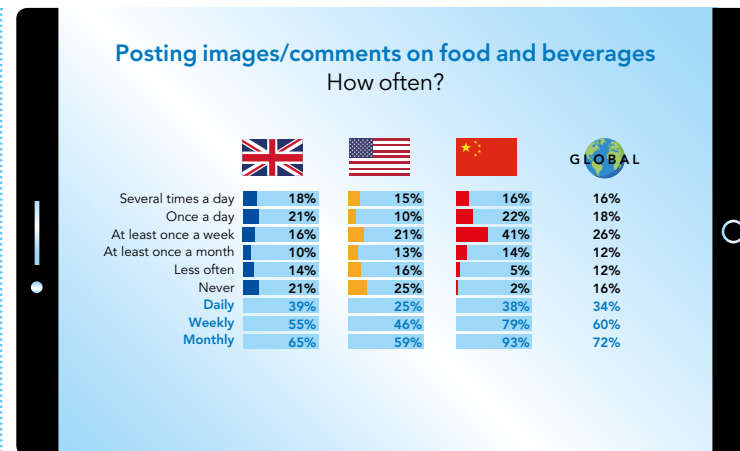 Posting images/comments on food and beverages
How often?
GLOBAL
Several times a day 18% 15% 16% 16%
Once a day 21% 10% 22% 18%
At least once a week 16% 21% 41% 26%
At least once a month 10% 13% 14% 12%
Less often 14% 16% 5% 12%
Never 21% 25% 2% 16%
Daily 39% 25% 38% 34%
Weekly 55% 46% 79% 60%
Monthly 65% 59% 93% 72%